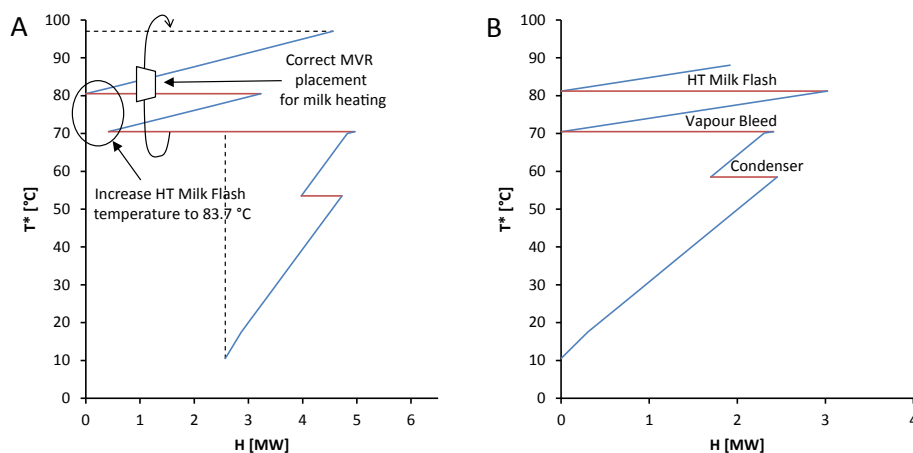 A
100
90
80
70
60
50
40
30
20
10
0
T* [°C]
0
1
2
3
4
5
6
H [MW]
Correct MVR
placement
for milk heating
Increase HT Milk Flash
temperature to 83.7 °C
B
100
90
80
70
60
50
40
30
20
10
0
T* [°C]
0
1
2
3
4
H [MW]
HT Milk Flash
Vapour Bleed
Condenser